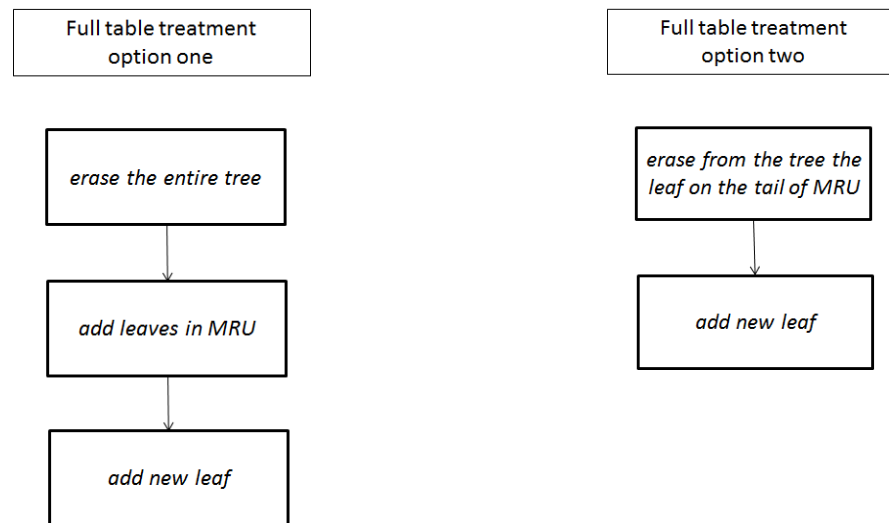 Full table treatment
option one
erase the entire tree
add leaves in MRU
add new leaf
Full table treatment
option two
erase from the tree the
leaf on the tail of MRU
add new leaf